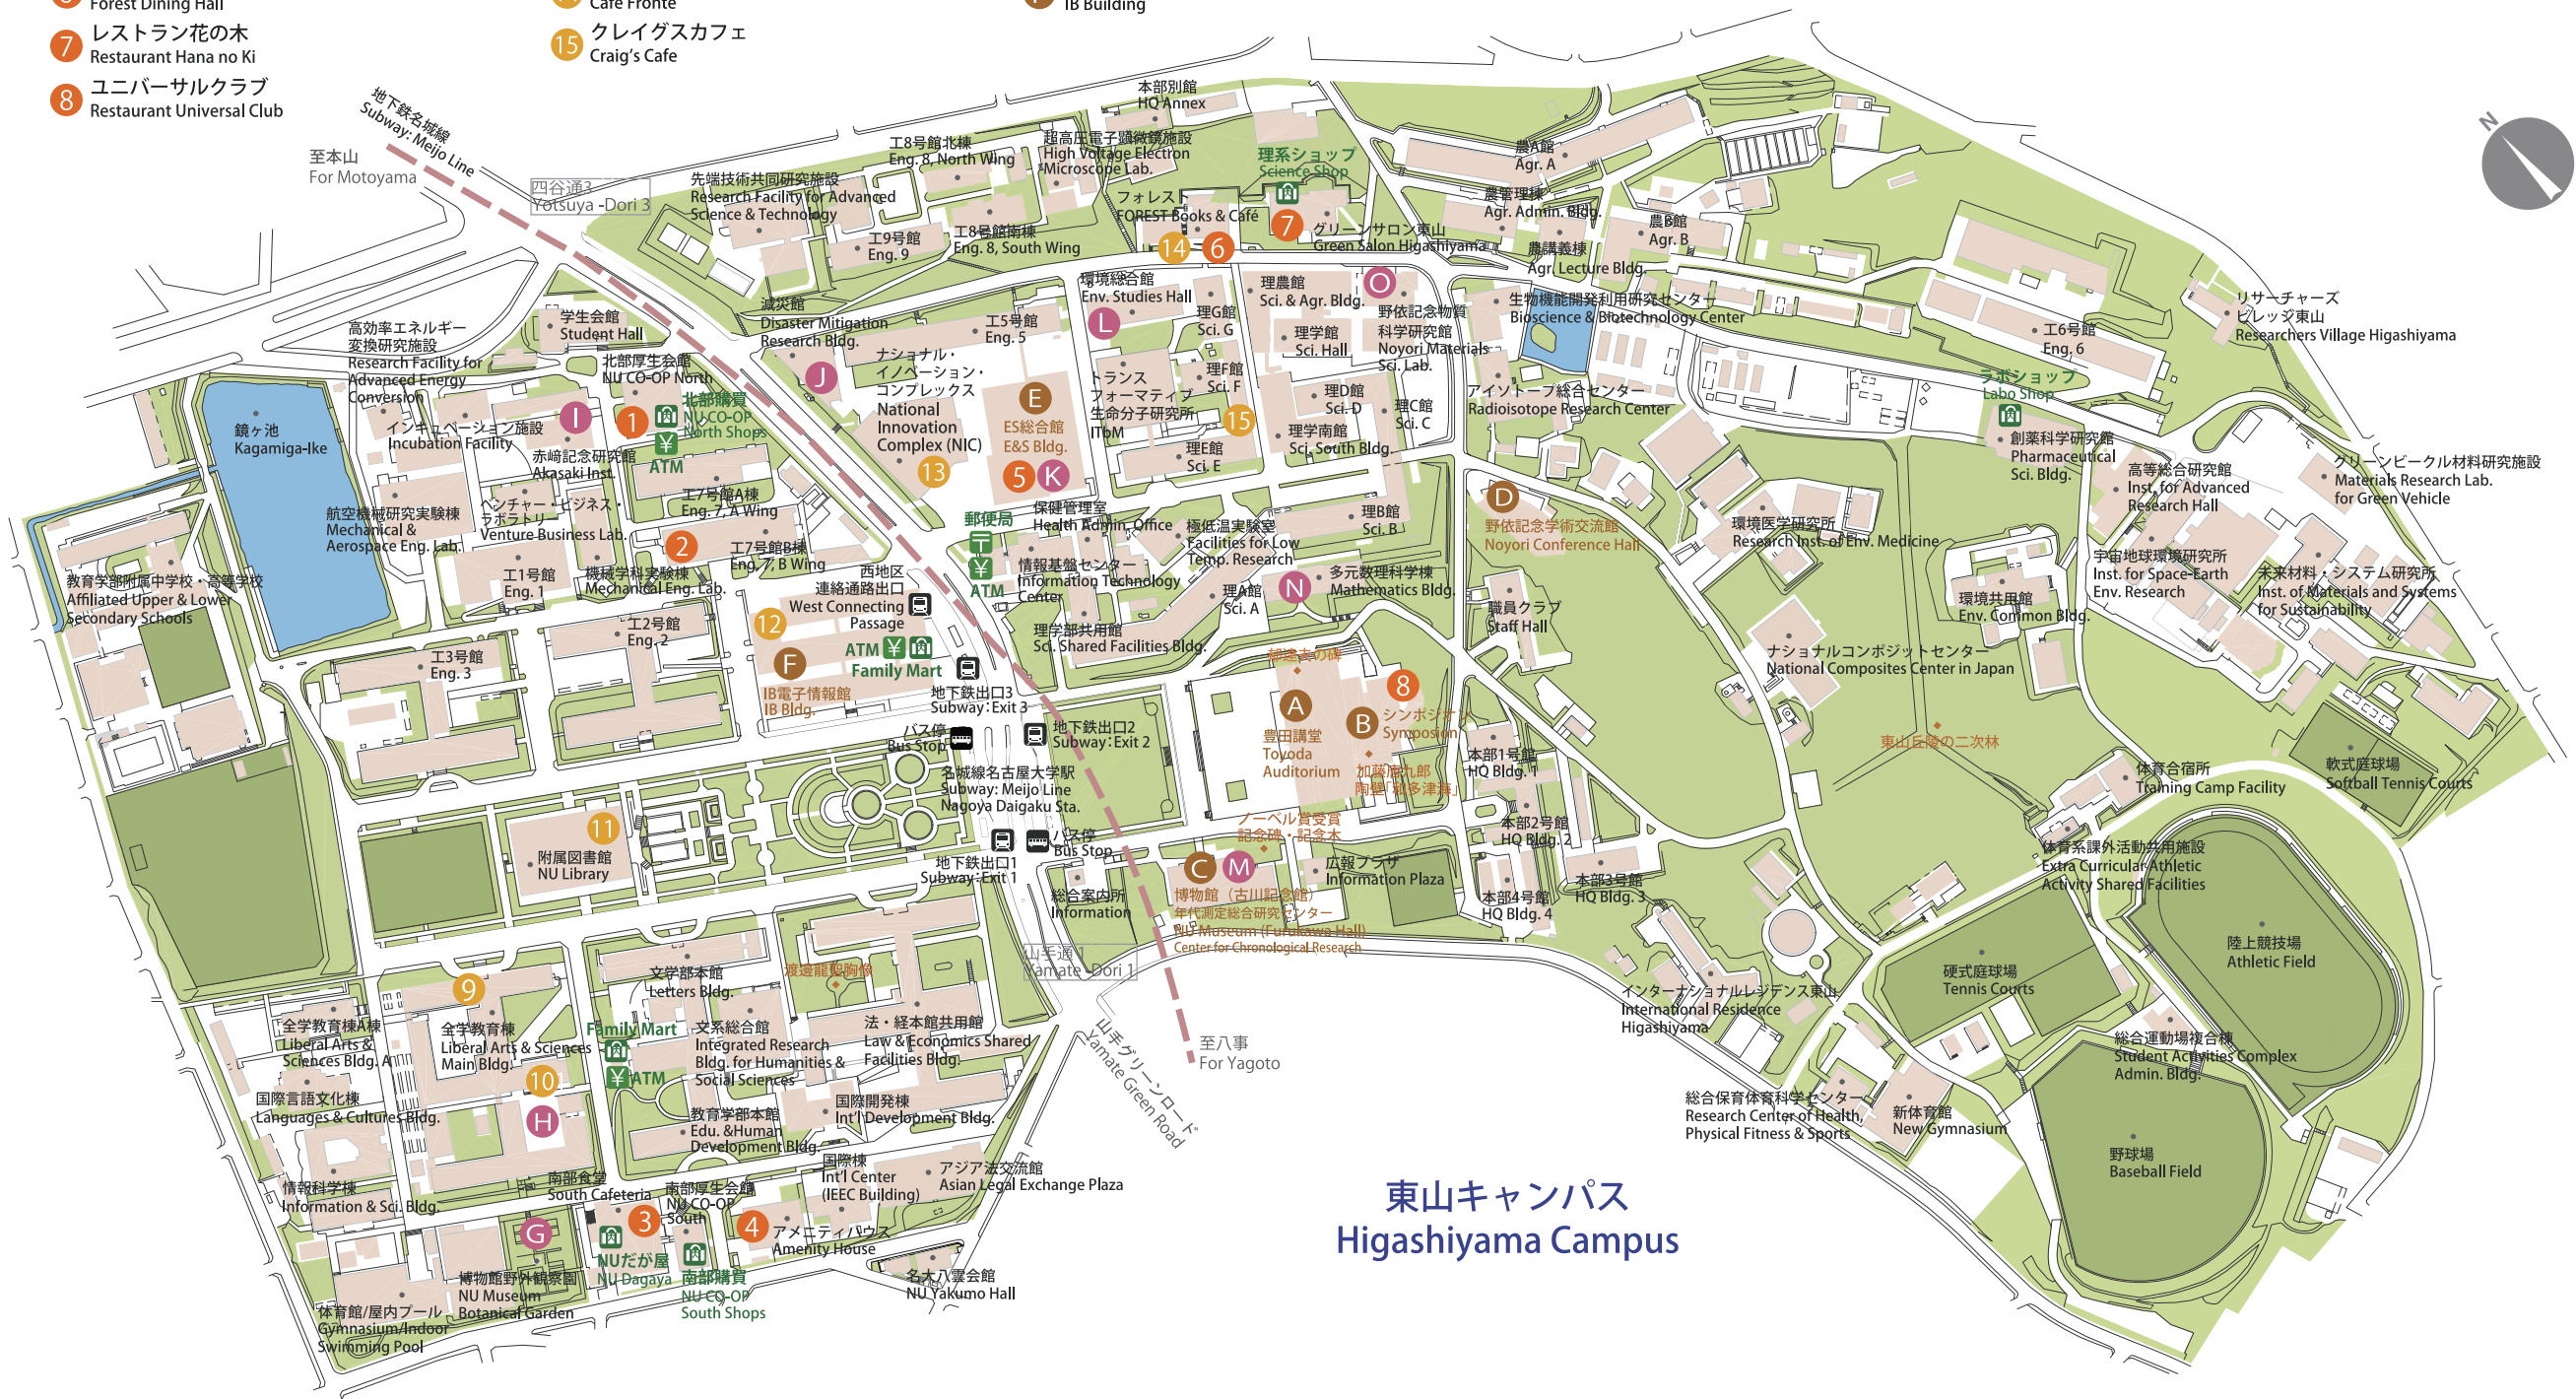 Forest Dining Hall
7 レストラン花の木
Restaurant Hana no Ki
8 ユニバーサルクラブ
Restaurant Universal Club
Cafe Fronte
15 クレイグスカフェ
Craig's Cafe
IB Building
地下鉄名城線
Subway: Meijo Line
至本山
For Motoyama
四谷通3
Yotsuya -Dori 3
本部別館
HQ Annex
工8号館北棟
Eng. 8, North Wing
超高圧電子顕微鏡施設
High Voltage Electron
Microscope Lab.
先端技術共同研究施設
Research Facility for Advanced
Science & Technology
工9号館
Eng. 9
工8号館南棟
Eng. 8, South Wing
フォレスト
FOREST Books & Café
14
6
理系ショップ
Science Shop
7
グリーンサロン東山
Green Salon Higashiyama
農A館
Agr. A
農管理棟
Agr. Admin. Bldg.
農B館
Agr. B
農講義棟
Agr. Lecture Bldg.
生物機能開発利用研究センター
Bioscience & Biotechnology Center
リサーチャーズ
ビレッジ東山
Researchers Village Higashiyama
工6号館
Eng. 6
ラボショップ
Labo Shop
創薬科学研究館
Pharmaceutical
Sci. Bldg.
高等総合研究館
Inst. for Advanced
Research Hall
グリーンビークル材料研究施設
Materials Research Lab.
for Green Vehicle
学生会館
Student Hall
高効率エネルギー
変換研究施設
Research Facility for
Advanced Energy
Conversion
北部厚生会館
NU CO-OP North
北部購買
NU CO-OP
North Shops
ATM
I
1
インキュベーション施設
Incubation Facility
赤﨑記念研究館
Akasaki Inst.
鏡ヶ池
Kagamiga-Ike
減災館
Disaster Mitigation
Research Bldg.
J
工5号館
Eng. 5
ナショナル・
イノベーション・
コンプレックス
National
Innovation
Complex (NIC)
13
E
ES総合館
E&S Bldg.
5
K
環境総合館
Env. Studies Hall
L
理G館
Sci. G
理農館
Sci. & Agr. Bldg.
O
野依記念物質
科学研究館
Noyori Materials
Sci. Lab.
理学館
Sci. Hall
トランス
フォーマティブ
生命分子研究所
ITbM
理F館
Sci. F
15
理E館
Sci. E
理D館
Sci. D
理C館
Sci. C
理学南館
Sci. South Bldg.
アイソトープ総合センター
Radioisotope Research Center
航空機械研究実験棟
Mechanical &
Aerospace Eng. Lab.
ベンチャー・ビジネス・
ラボラトリー
Venture Business Lab.
工7号館A棟
Eng. 7, A Wing
2
工7号館B棟
Eng. 7, B Wing
教育学部附属中学校・高等学校
Affiliated Upper & Lower
Secondary Schools
工1号館
Eng. 1
機械学科実験棟
Mechanical Eng. Lab.
郵便局
ATM
保健管理室
Health Admin. Office
情報基盤センター
Information Technology
Center
極低温実験室
Facilities for Low
Temp. Research
理B館
Sci. B
D
野依記念学術交流館
Noyori Conference Hall
理A館
Sci. A
N
多元数理科学棟
Mathematics Bldg.
理学部共用館
Sci. Shared Facilities Bldg.
職員クラブ
Staff Hall
環境医学研究所
Research Inst. of Env. Medicine
宇宙地球環境研究所
Inst. for Space-Earth
Env. Research
未来材料・システム研究所
Inst. of Materials and Systems
for Sustainability
環境共用館
Env. Common Bldg.
ナショナルコンポジットセンター
National Composites Center in Japan
東山丘陵の二次林
西地区
連絡通路出口
West Connecting
Passage
12
F
ATM
Family Mart
IB電子情報館
IB Bldg.
工2号館
Eng. 2
工3号館
Eng. 3
地下鉄出口3
Subway:Exit 3
バス停
Bus Stop
地下鉄出口2
Subway:Exit 2
名城線名古屋大学駅
Subway: Meijo Line
Nagoya Daigaku Sta.
地下鉄出口1
Subway:Exit 1
バス停
Bus Stop
郁達夫の碑
A
豊田講堂
Toyoda
Auditorium
8
B
シンポジオン
Symposion
加藤唐九郎
陶壁「和多津海」
ノーベル賞受賞
記念碑・記念木
本部1号館
HQ Bldg. 1
本部2号館
HQ Bldg. 2
本部3号館
HQ Bldg. 3
本部4号館
HQ Bldg. 4
C
M
広報プラザ
Information Plaza
博物館（古川記念館）
年代測定総合研究センター
NU Museum (Furukawa Hall)
Center for Chronological Research
総合案内所
Information
山手通1
Yamate -Dori 1
11
附属図書館
NU Library
体育合宿所
Training Camp Facility
軟式庭球場
Softball Tennis Courts
体育系課外活動共用施設
Extra Curricular Athletic
Activity Shared Facilities
陸上競技場
Athletic Field
硬式庭球場
Tennis Courts
インターナショナルレジデンス東山
International Residence
Higashiyama
総合運動場複合棟
Student Activities Complex
Admin. Bldg.
総合保育体育科学センター
Research Center of Health,
Physical Fitness & Sports
新体育館
New Gymnasium
野球場
Baseball Field
9
全学教育棟A棟
Liberal Arts &
Sciences Bldg. A
全学教育棟
Liberal Arts & Sciences
Main Bldg.
文学部本館
Letters Bldg.
渡邊龍聖胸像
Family Mart
ATM
文系総合館
Integrated Research
Bldg. for Humanities &
Social Sciences
法・経本館共用館
Law & Economics Shared
Facilities Bldg.
10
H
国際言語文化棟
Languages & Cultures Bldg.
教育学部本館
Edu. &Human
Development Bldg.
国際開発棟
Int'l Development Bldg.
至八事
For Yagoto
山手グリーンロード
Yamate Green Road
情報科学棟
Information & Sci. Bldg.
南部食堂
South Cafeteria
南部厚生会館
NU CO-OP
South
国際棟
Int'l Center
(IEEC Building)
アジア法交流館
Asian Legal Exchange Plaza
G
3
4
アメニティハウス
Amenity House
NUだが屋
NU Dagaya
南部購買
NU CO-OP
South Shops
博物館野外観察園
NU Museum
Botanical Garden
体育館/屋内プール
Gymnasium/Indoor
Swimming Pool
名大八雲会館
NU Yakumo Hall
東山キャンパス
Higashiyama Campus
N